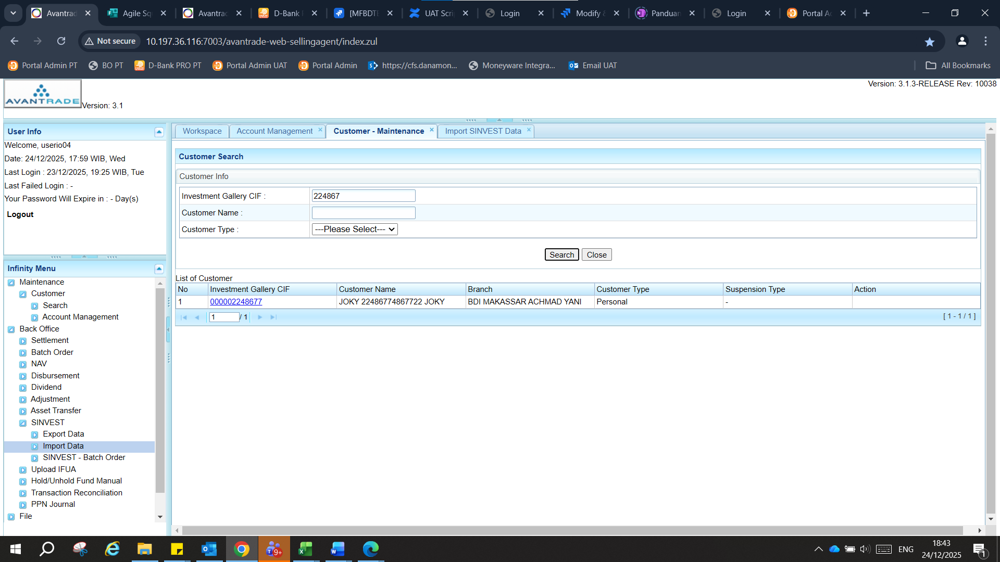 Avantrad
Agile Sq
Avantrad
D-Bank
[MFBDTF
UAT Scri
Login
Modify &
Panduan
Login
Portal Ad
Not secure
10.197.36.116:7003/avantrade-web-sellingagent/index.zul
Portal Admin PT
BO PT
D-Bank PRO PT
Portal Admin UAT
Portal Admin
https://cfs.danamon...
Moneyware Integra...
Email UAT
All Bookmarks
AVANTRADE
Version: 3.1
Version: 3.1.3-RELEASE Rev: 10038
User Info
Welcome, userio04
Date: 24/12/2025, 17:59 WIB, Wed
Last Login : 23/12/2025, 19:25 WIB, Tue
Last Failed Login : -
Your Password Will Expire in : - Day(s)
Logout
Infinity Menu
Maintenance
Customer
Search
Account Management
Back Office
Settlement
Batch Order
NAV
Disbursement
Dividend
Adjustment
Asset Transfer
SINVEST
Export Data
Import Data
SINVEST - Batch Order
Upload IFUA
Hold/Unhold Fund Manual
Transaction Reconciliation
PPN Journal
File
Workspace
Account Management
Customer - Maintenance
Import SINVEST Data
Customer Search
Customer Info
Investment Gallery CIF : 224867
Customer Name :
Customer Type : ---Please Select---
Search
Close
List of Customer
No Investment Gallery CIF Customer Name Branch Customer Type Suspension Type Action
1 000002248677 JOKY 22486774867722 JOKY BDI MAKASSAR ACHMAD YANI Personal -
1 / 1
[ 1 - 1 / 1 ]
9+
ENG
18:43
24/12/2025
1